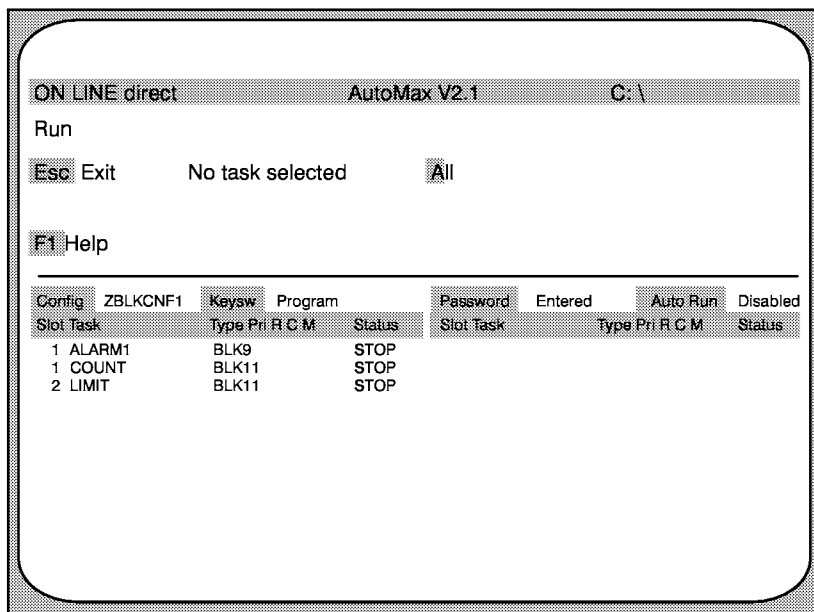 ON LINE direct AutoMax V2.1 C: \
Run
Esc Exit No task selected All
F1 Help
Config ZBLKCNF1 Keysw Program Password Entered Auto Run Disabled
Slot Task Type Pri R C M Status Slot Task Type Pri R C M Status
1 ALARM1 BLK9 STOP
1 COUNT BLK11 STOP
2 LIMIT BLK11 STOP